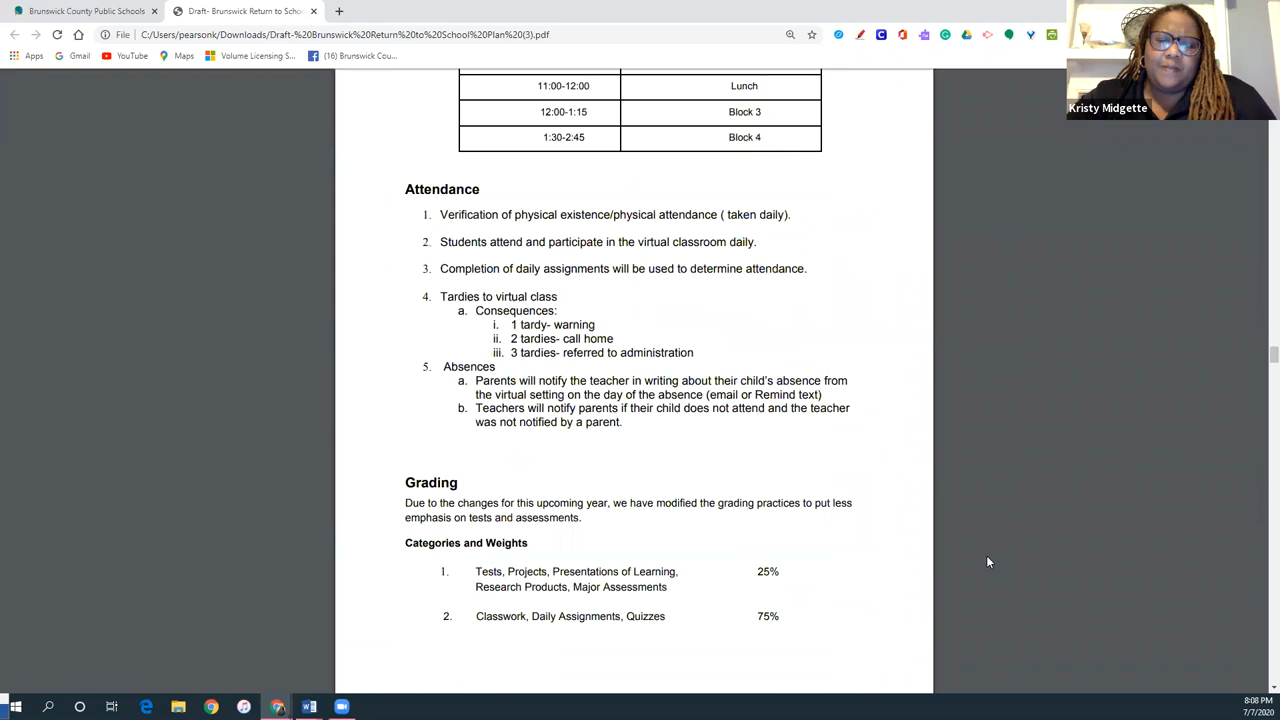 Brunswick County Public Schools
Draft- Brunswick Return to Schoo
File
C:/Users/pearsonk/Downloads/Draft-%20Brunswick%20Return%20to%20School%20Plan%20(3).pdf
Apps
Gmail
YouTube
Maps
Volume Licensing S...
(16) Brunswick Cou...
Kristy Midgette
11:00-12:00 Lunch
12:00-1:15 Block 3
1:30-2:45 Block 4
Attendance
1. Verification of physical existence/physical attendance ( taken daily).
2. Students attend and participate in the virtual classroom daily.
3. Completion of daily assignments will be used to determine attendance.
4. Tardies to virtual class
a. Consequences:
i. 1 tardy- warning
ii. 2 tardies- call home
iii. 3 tardies- referred to administration
5. Absences
a. Parents will notify the teacher in writing about their child's absence from
the virtual setting on the day of the absence (email or Remind text)
b. Teachers will notify parents if their child does not attend and the teacher
was not notified by a parent.
Grading
Due to the changes for this upcoming year, we have modified the grading practices to put less
emphasis on tests and assessments.
Categories and Weights
1. Tests, Projects, Presentations of Learning, 25%
Research Products, Major Assessments
2. Classwork, Daily Assignments, Quizzes 75%
8:08 PM
7/7/2020